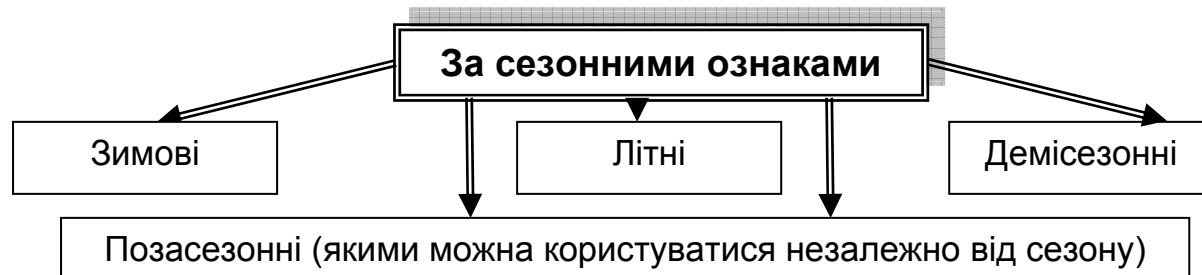 За сезонними ознаками
Зимові
Літні
Демісезонні
Позасезонні (якими можна користуватися незалежно від сезону)